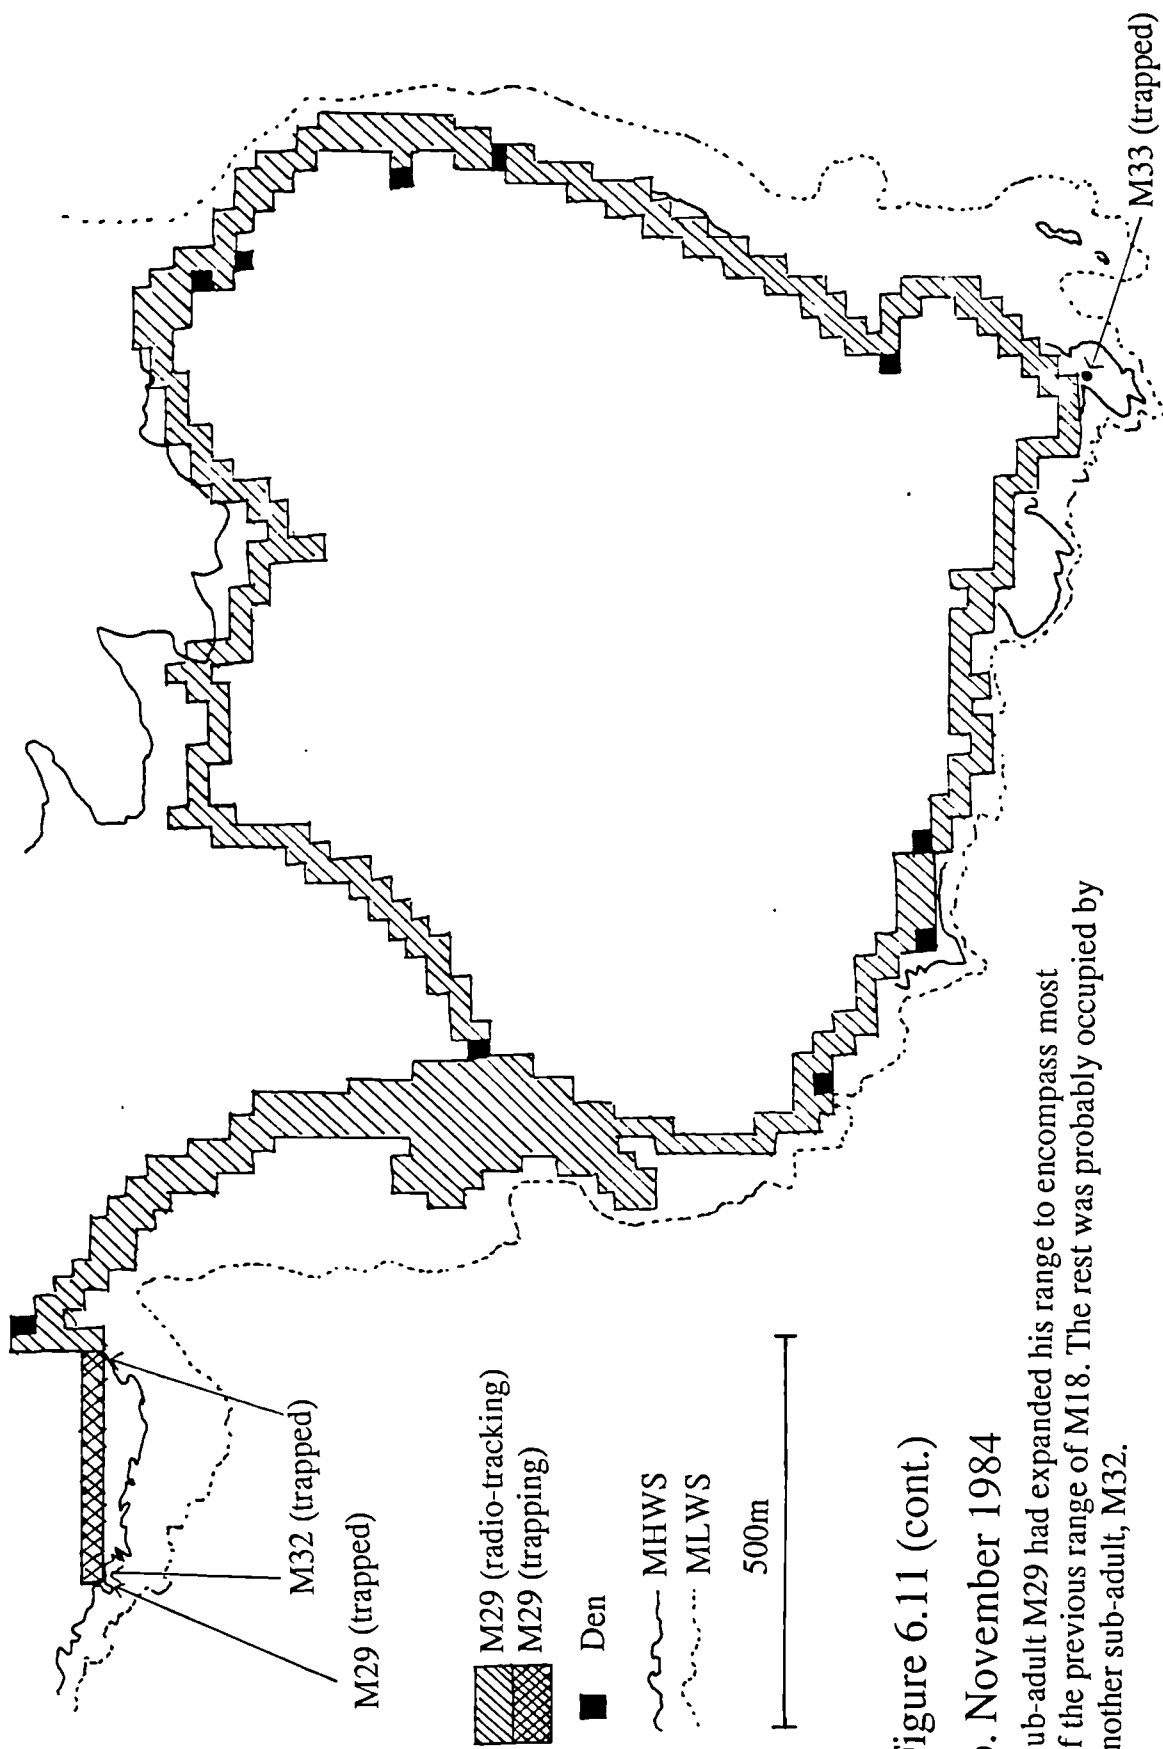 M33 (trapped)
M32 (trapped)
M29 (trapped)
M29 (radio-tracking)
M29 (trapping)
Den
MHWS
MLWS
500m
igure 6.11 (cont.)
. November 1984
ub-adult M29 had expanded his range to encompass most
f the previous range of M18. The rest was probably occupied by
nother sub-adult, M32.